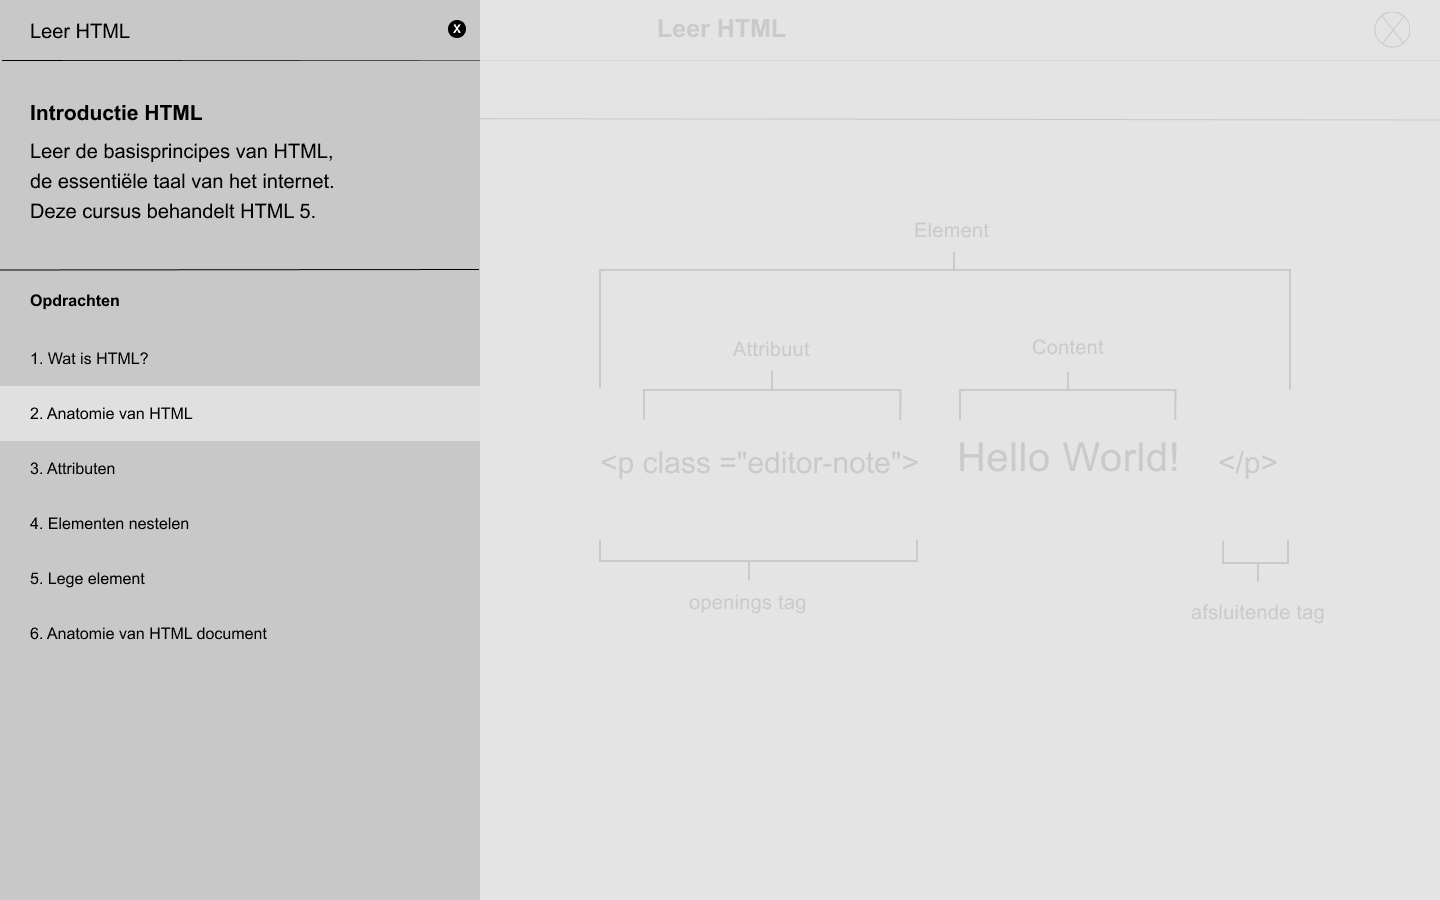 Leer HTML
X
Introductie HTML
Leer de basisprincipes van HTML,
de essentiële taal van het internet.
Deze cursus behandelt HTML 5.
Opdrachten
1. Wat is HTML?
2. Anatomie van HTML
3. Attributen
4. Elementen nestelen
5. Lege element
6. Anatomie van HTML document
Leer HTML
Element
Attribuut
Content
<p class ="editor-note"> Hello World! </p>
openings tag
afsluitende tag